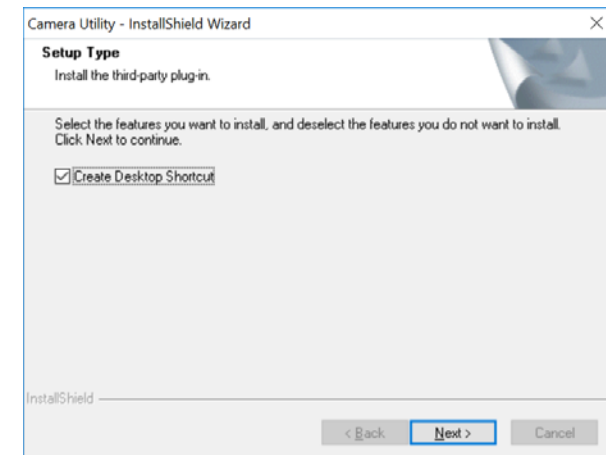 Camera Utility - InstallShield Wizard
Setup Type
Install the third-party plug-in.
Select the features you want to install, and deselect the features you do not want to install.
Click Next to continue.
Create Desktop Shortcut
InstallShield
< Back Next > Cancel